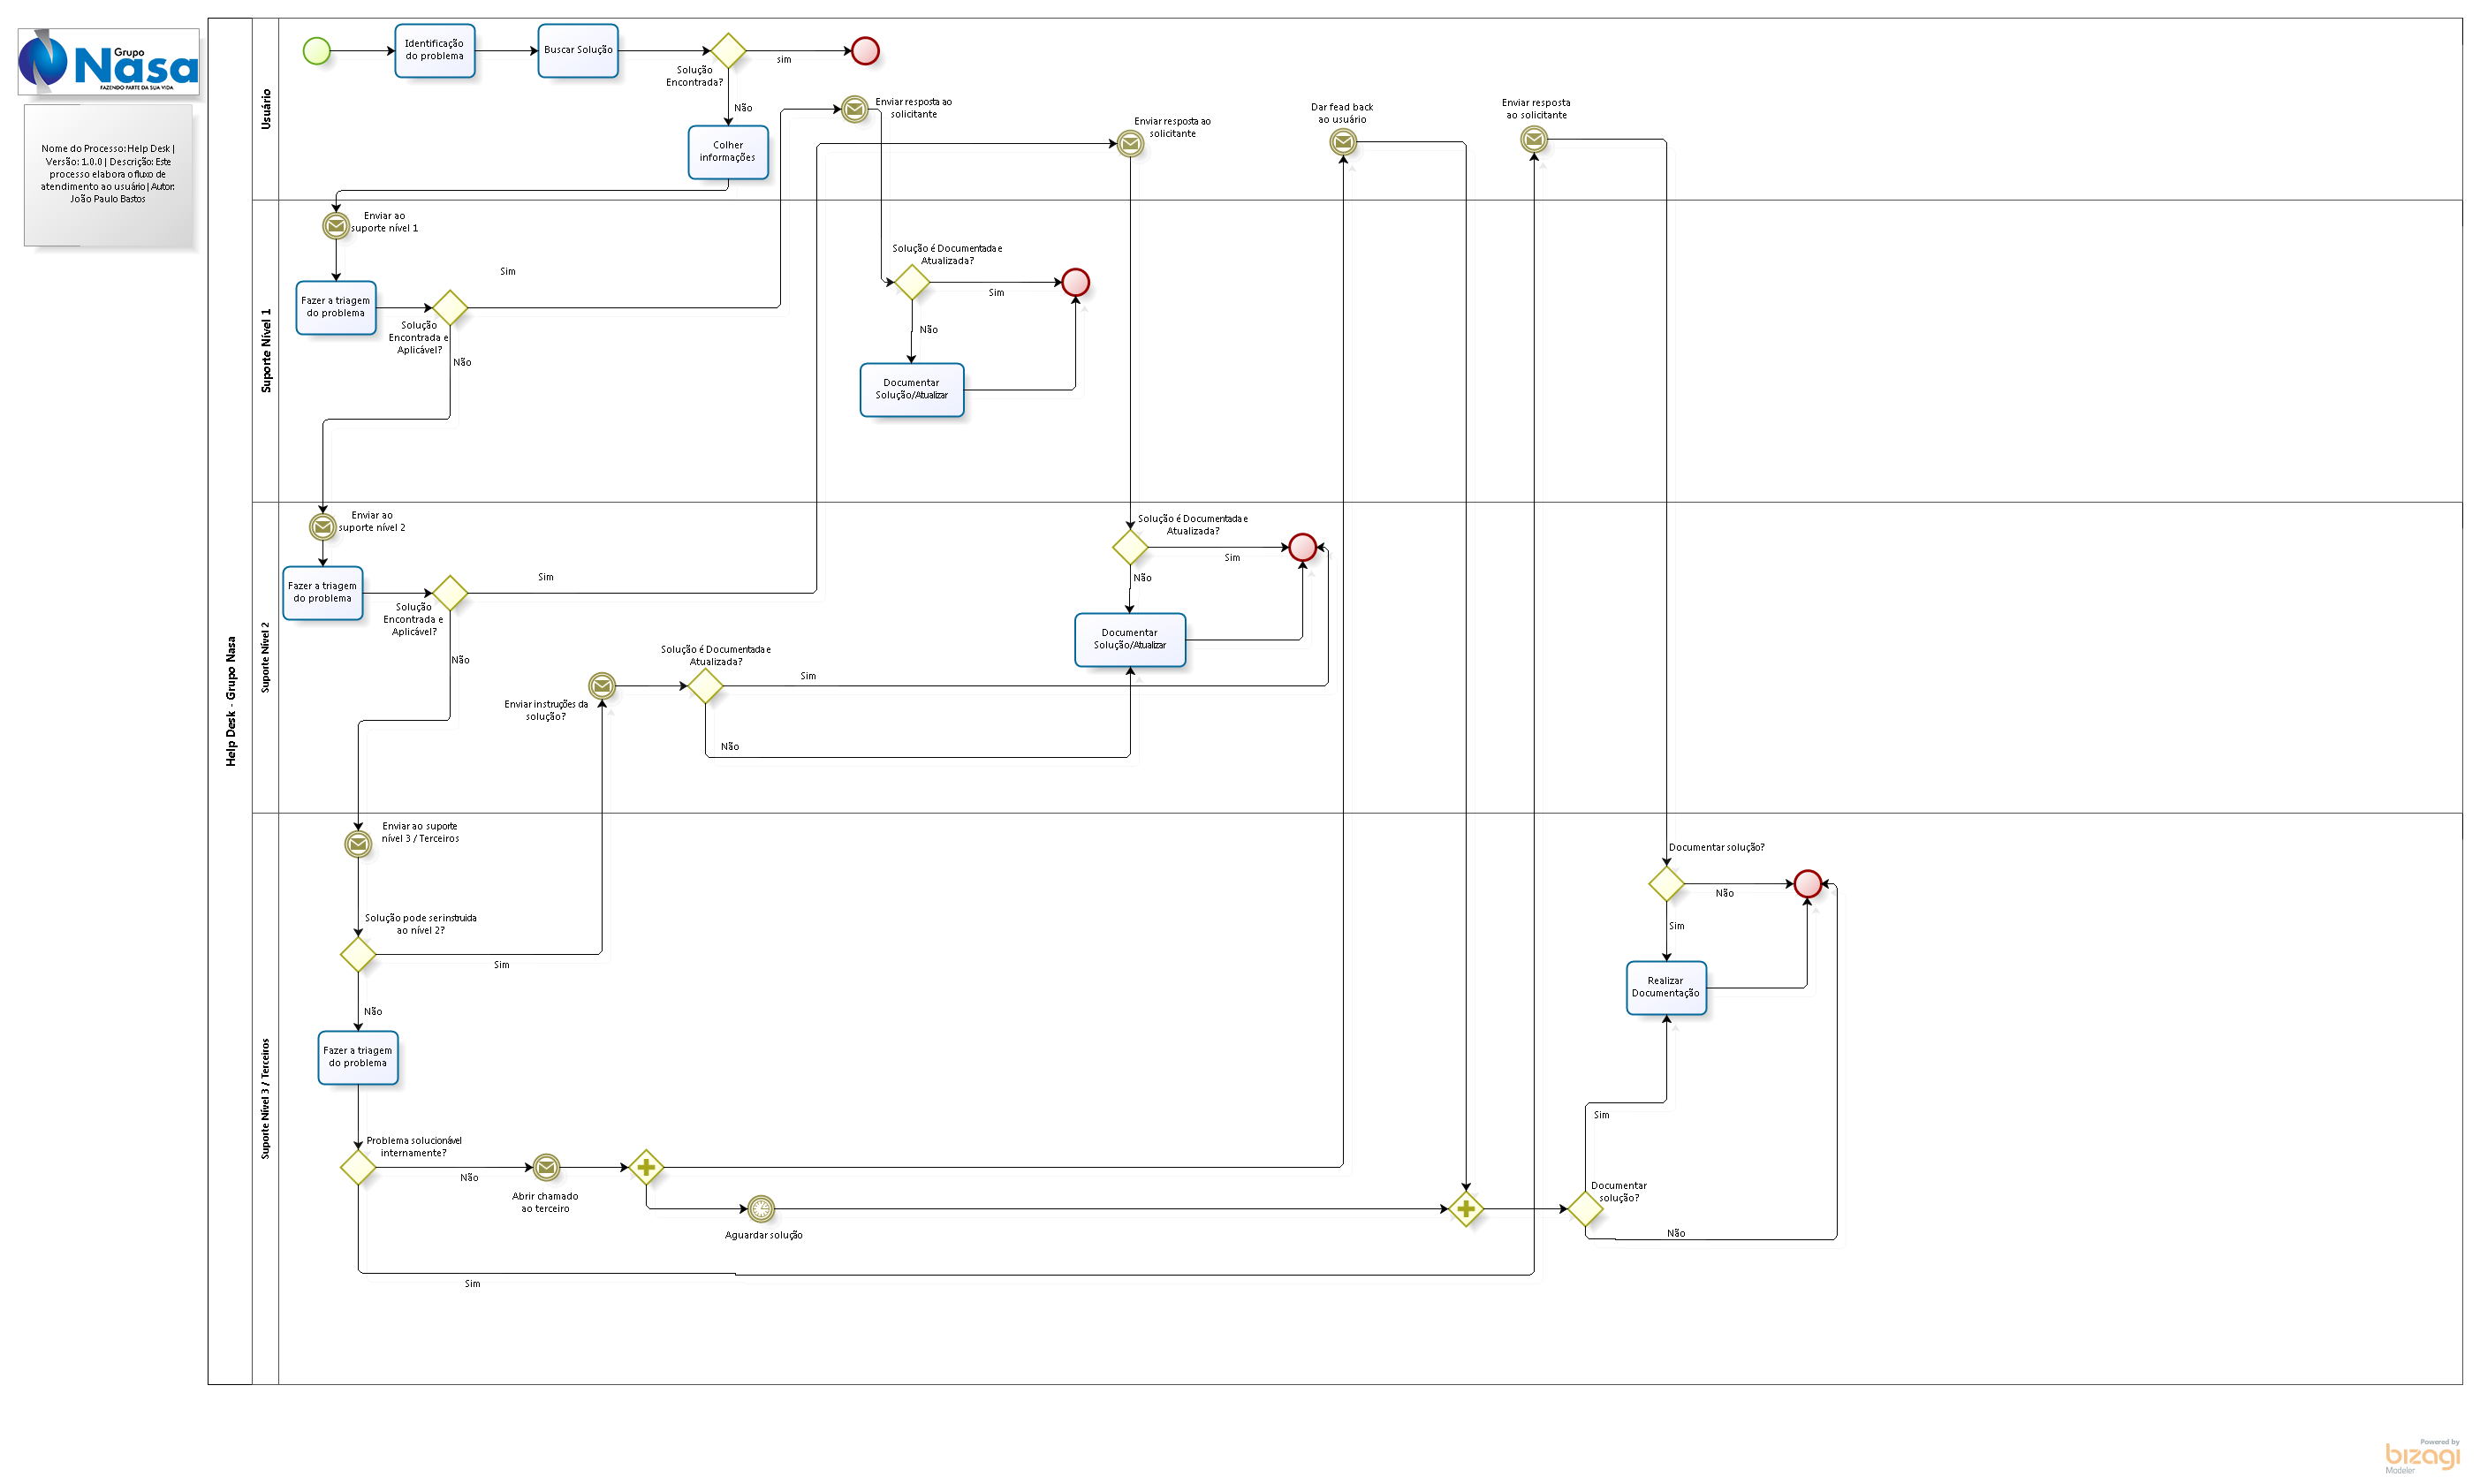 Grupo
Nasa
FAZENDO PARTE DA SUA VIDA
Nome do Processo: Help Desk |
Versão: 1.0.0 | Descrição: Este
processo elabora o fluxo de
atendimento ao usuário | Autor:
João Paulo Bastos
Help Desk - Grupo Nasa
Usuário
Identificação
do problema
Buscar Solução
Solução
Encontrada?
sim
Não
Colher
informações
Enviar resposta ao
solicitante
Enviar resposta ao
solicitante
Dar fead back
ao usuário
Enviar resposta
ao solicitante
Suporte Nível 1
Enviar ao
suporte nível 1
Fazer a triagem
do problema
Solução
Encontrada e
Aplicável?
Sim
Não
Solução é Documentada e
Atualizada?
Sim
Não
Documentar
Solução/Atualizar
Suporte Nível 2
Enviar ao
suporte nível 2
Fazer a triagem
do problema
Solução
Encontrada e
Aplicável?
Sim
Não
Solução é Documentada e
Atualizada?
Sim
Não
Documentar
Solução/Atualizar
Enviar instruções da
solução?
Solução é Documentada e
Atualizada?
Sim
Não
Suporte Nível 3 / Terceiros
Enviar ao suporte
nível 3 / Terceiros
Solução pode ser instruida
ao nível 2?
Sim
Não
Fazer a triagem
do problema
Problema solucionável
internamente?
Não
Sim
Abrir chamado
ao terceiro
Aguardar solução
Documentar solução?
Não
Sim
Realizar
Documentação
Sim
Documentar
solução?
Não
Powered by
bizagi
Modeler